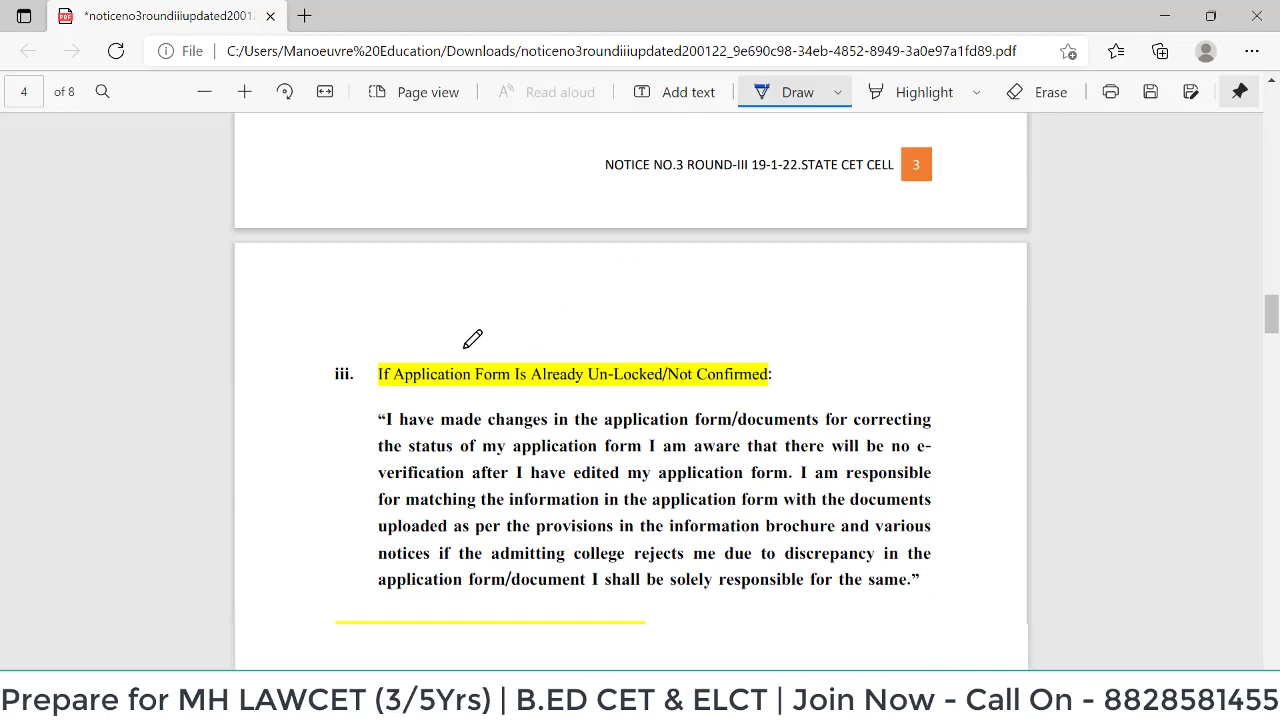 *noticeno3roundiiiupdated20012
File
C:/Users/Manoeuvre%20Education/Downloads/noticeno3roundiiiupdated200122_9e690c98-34eb-4852-8949-3a0e97a1fd89.pdf
4 of 8
Page view
Read aloud
Add text
Draw
Highlight
Erase
NOTICE NO.3 ROUND-III 19-1-22.STATE CET CELL 3
iii. If Application Form Is Already Un-Locked/Not Confirmed:
“I have made changes in the application form/documents for correcting
the status of my application form I am aware that there will be no e-
verification after I have edited my application form. I am responsible
for matching the information in the application form with the documents
uploaded as per the provisions in the information brochure and various
notices if the admitting college rejects me due to discrepancy in the
application form/document I shall be solely responsible for the same.”
Prepare for MH LAWCET (3/5Yrs) | B.ED CET & ELCT | Join Now - Call On - 8828581455